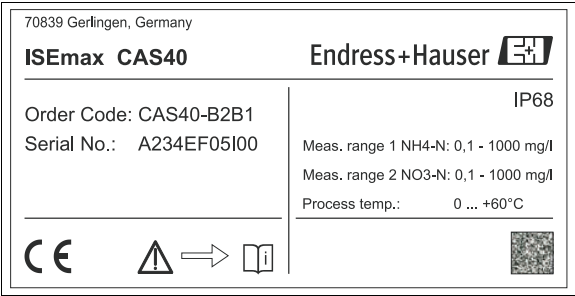 70839 Gerlingen, Germany
ISEmax CAS40
Endress+Hauser EH
Order Code: CAS40-B2B1
Serial No.: A234EF05I00
IP68
Meas. range 1 NH4-N: 0,1 - 1000 mg/l
Meas. range 2 NO3-N: 0,1 - 1000 mg/l
Process temp.: 0 ... +60°C
CE
i